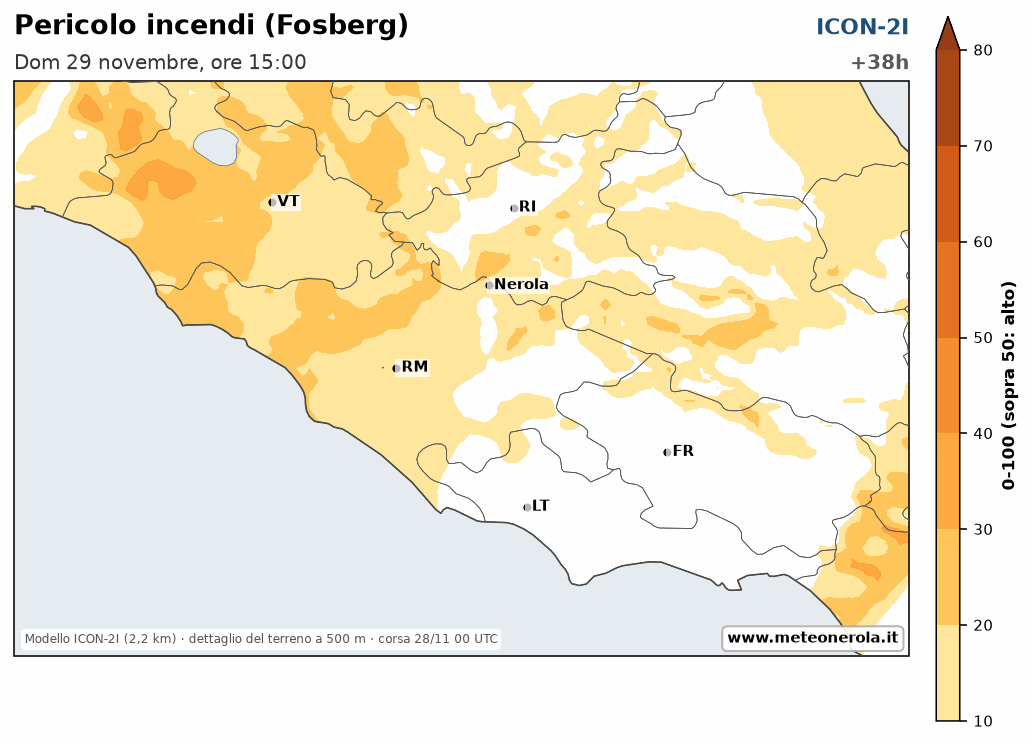 Pericolo incendi (Fosberg)
ICON-2I
Dom 29 novembre, ore 15:00
+38h
VT
RI
Nerola
RM
FR
LT
Modello ICON-2I (2,2 km) · dettaglio del terreno a 500 m · corsa 28/11 00 UTC
www.meteonerola.it
80
70
60
50
40
30
20
10
0-100 (sopra 50: alto)